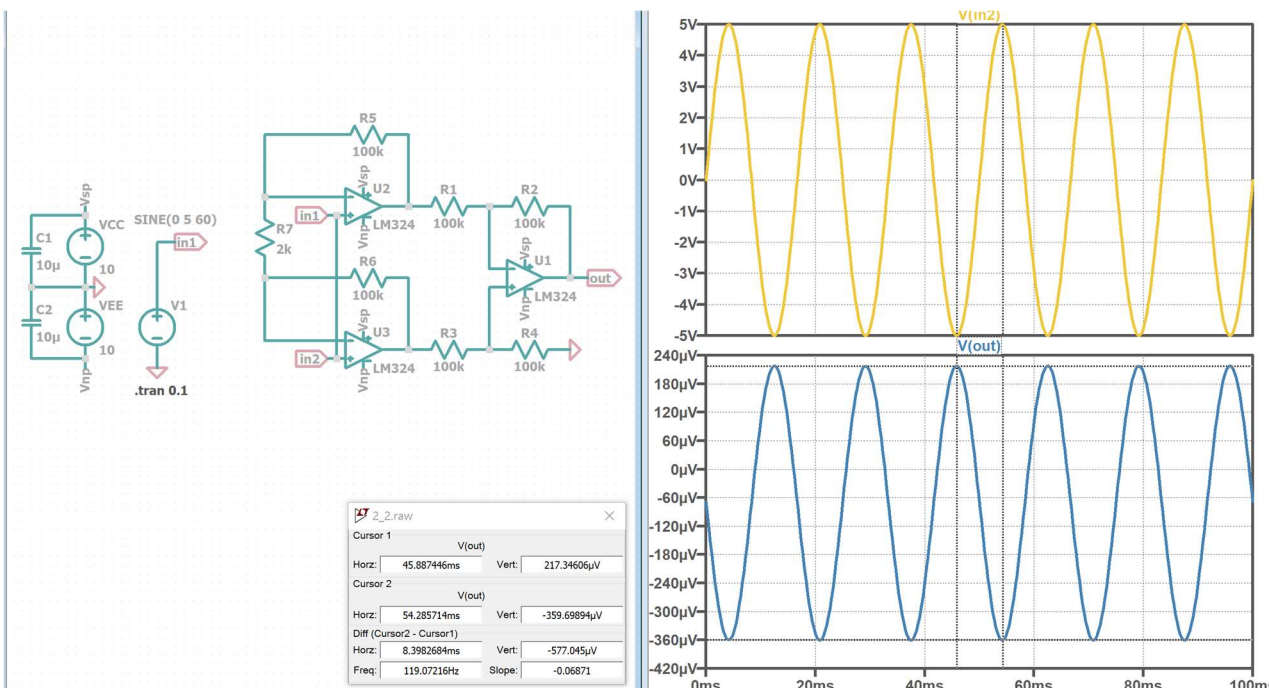 Vsp
VCC
C1
10µ
10
VEE
C2
10µ
10
Vnp
SINE(0 5 60)
in1
V1
.tran 0.1
R5
100k
Vsp
U2
in1
LM324
Vnp
R7
2k
R6
100k
Vsp
U3
in2
LM324
Vnp
R1
100k
R2
100k
Vsp
U1
out
LM324
Vnp
R3
100k
R4
100k
2_2.raw
Cursor 1
V(out)
Horz: 45.887446ms Vert: 217.34606µV
Cursor 2
V(out)
Horz: 54.285714ms Vert: -359.69894µV
Diff (Cursor2 - Cursor1)
Horz: 8.3982684ms Vert: -577.045µV
Freq: 119.07216Hz Slope: -0.06871
V(in2)
5V
4V
3V
2V
1V
0V
-1V
-2V
-3V
-4V
-5V
V(out)
240µV
180µV
120µV
60µV
0µV
-60µV
-120µV
-180µV
-240µV
-300µV
-360µV
-420µV
0ms 20ms 40ms 60ms 80ms 100ms